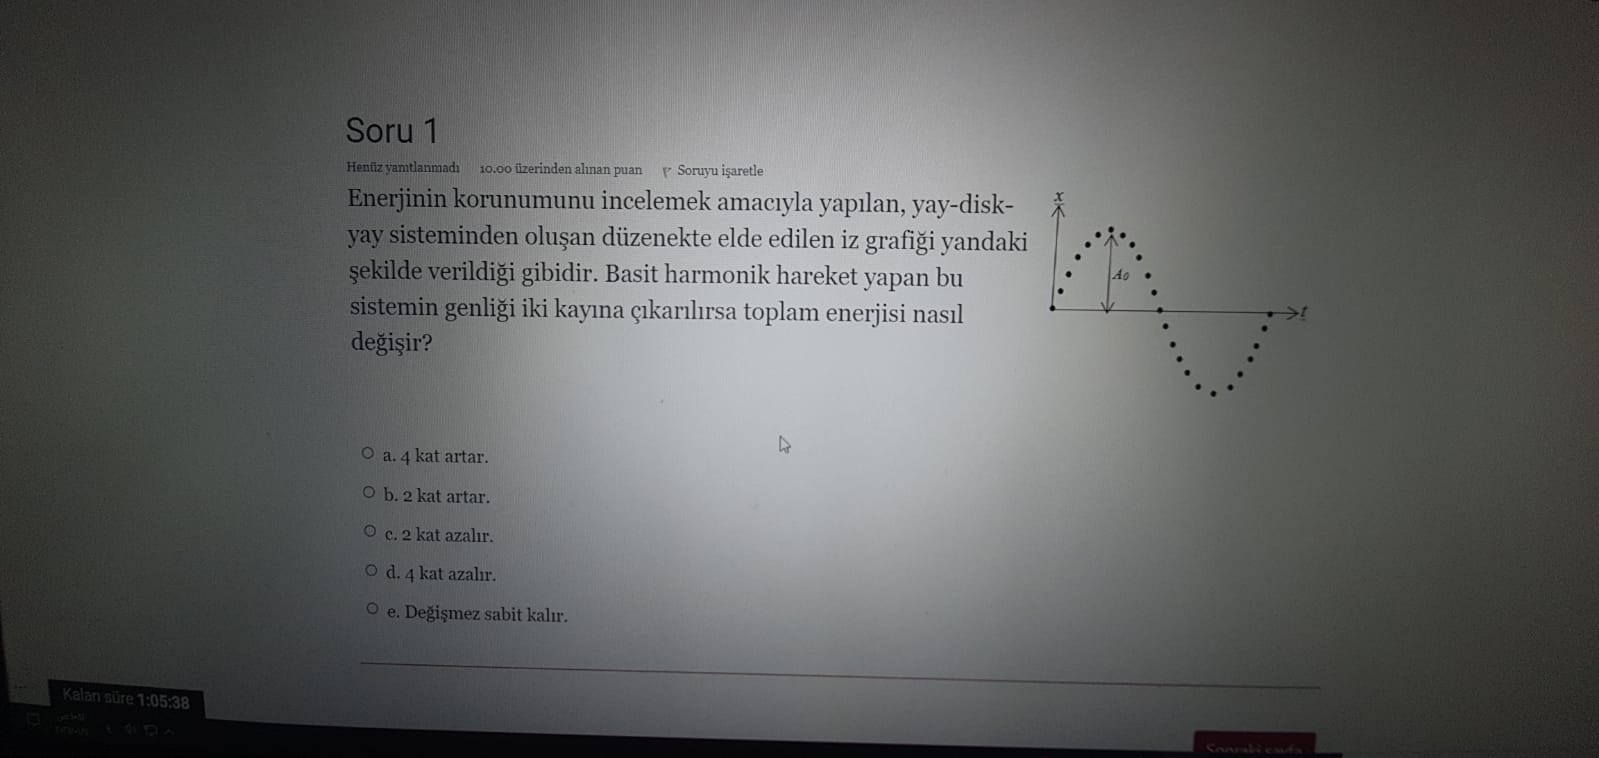 Soru 1
Henüz yanıtlanmadı 10.00 üzerinden alınan puan Soruyu işaretle
Enerjinin korunumunu incelemek amacıyla yapılan, yay-disk-
yay sisteminden oluşan düzenekte elde edilen iz grafiği yandaki
şekilde verildiği gibidir. Basit harmonik hareket yapan bu
sistemin genliği iki kayına çıkarılırsa toplam enerjisi nasıl
değişir?
x
A0
t
a. 4 kat artar.
b. 2 kat artar.
c. 2 kat azalır.
d. 4 kat azalır.
e. Değişmez sabit kalır.
Kalan süre 1:05:38
Sonraki sayfa